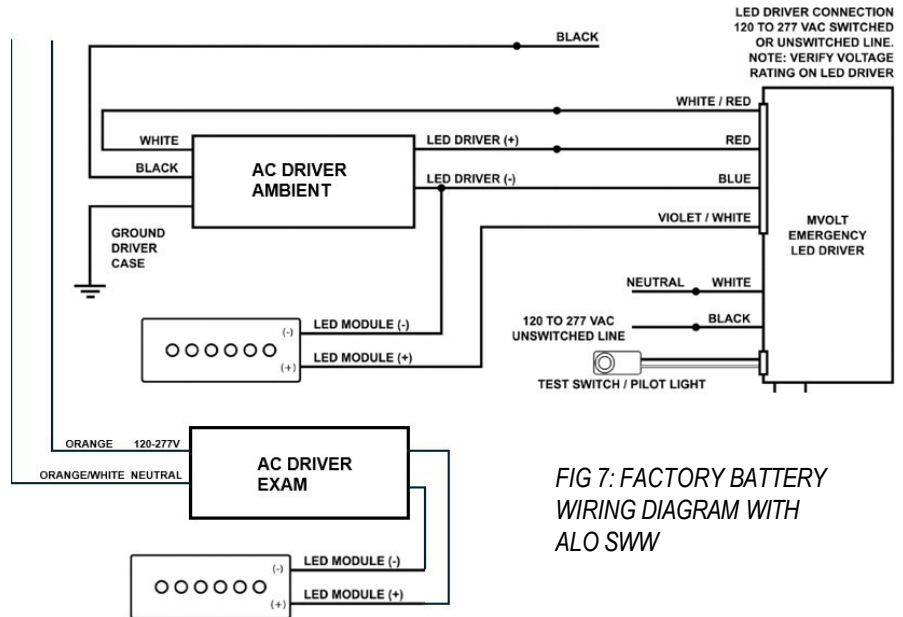 LED DRIVER CONNECTION
120 TO 277 VAC SWITCHED
OR UNSWITCHED LINE.
NOTE: VERIFY VOLTAGE
RATING ON LED DRIVER
BLACK
WHITE / RED
WHITE
LED DRIVER (+)
RED
BLACK
AC DRIVER
AMBIENT
LED DRIVER (-)
BLUE
GROUND
DRIVER
CASE
VIOLET / WHITE
MVOLT
EMERGENCY
LED DRIVER
NEUTRAL WHITE
120 TO 277 VAC
UNSWITCHED LINE
BLACK
TEST SWITCH / PILOT LIGHT
(-)
LED MODULE (-)
(+)
LED MODULE (+)
ORANGE 120-277V
ORANGE/WHITE NEUTRAL
AC DRIVER
EXAM
(-)
LED MODULE (-)
(+)
LED MODULE (+)
FIG 7: FACTORY BATTERY
WIRING DIAGRAM WITH
ALO SWW